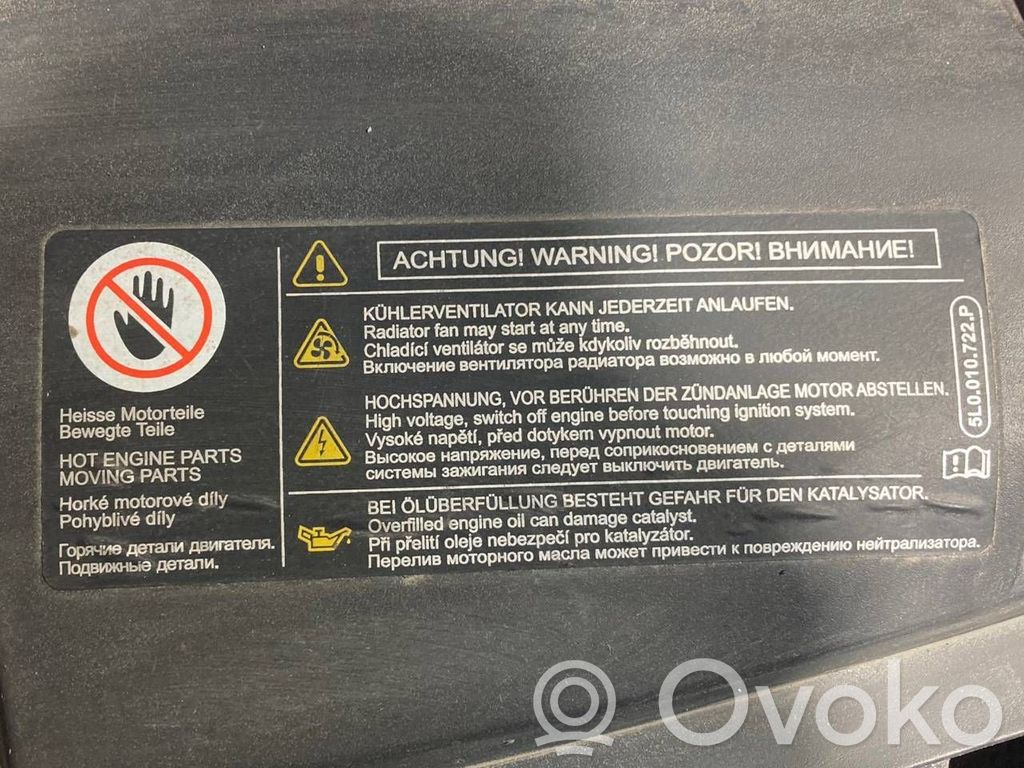 ACHTUNG! WARNING! POZOR! ВНИМАНИЕ!
KÜHLERVENTILATOR KANN JEDERZEIT ANLAUFEN.
Radiator fan may start at any time.
Chladící ventilátor se může kdykoliv rozběhnout.
Включение вентилятора радиатора возможно в любой момент.
HOCHSPANNUNG, VOR BERÜHREN DER ZÜNDANLAGE MOTOR ABSTELLEN.
High voltage, switch off engine before touching ignition system.
Vysoké napětí, před dotykem vypnout motor.
Высокое напряжение, перед соприкосновением с деталями
системы зажигания следует выключить двигатель.
BEI ÖLÜBERFÜLLUNG BESTEHT GEFAHR FÜR DEN KATALYSATOR.
Overfilled engine oil can damage catalyst.
Při přelití oleje nebezpečí pro katalyzátor.
Перелив моторного масла может привести к повреждению нейтрализатора.
Heisse Motorteile
Bewegte Teile
HOT ENGINE PARTS
MOVING PARTS
Horké motorové díly
Pohyblivé díly
Горячие детали двигателя.
Подвижные детали.
5L0.010.722.P
Ovoko
R